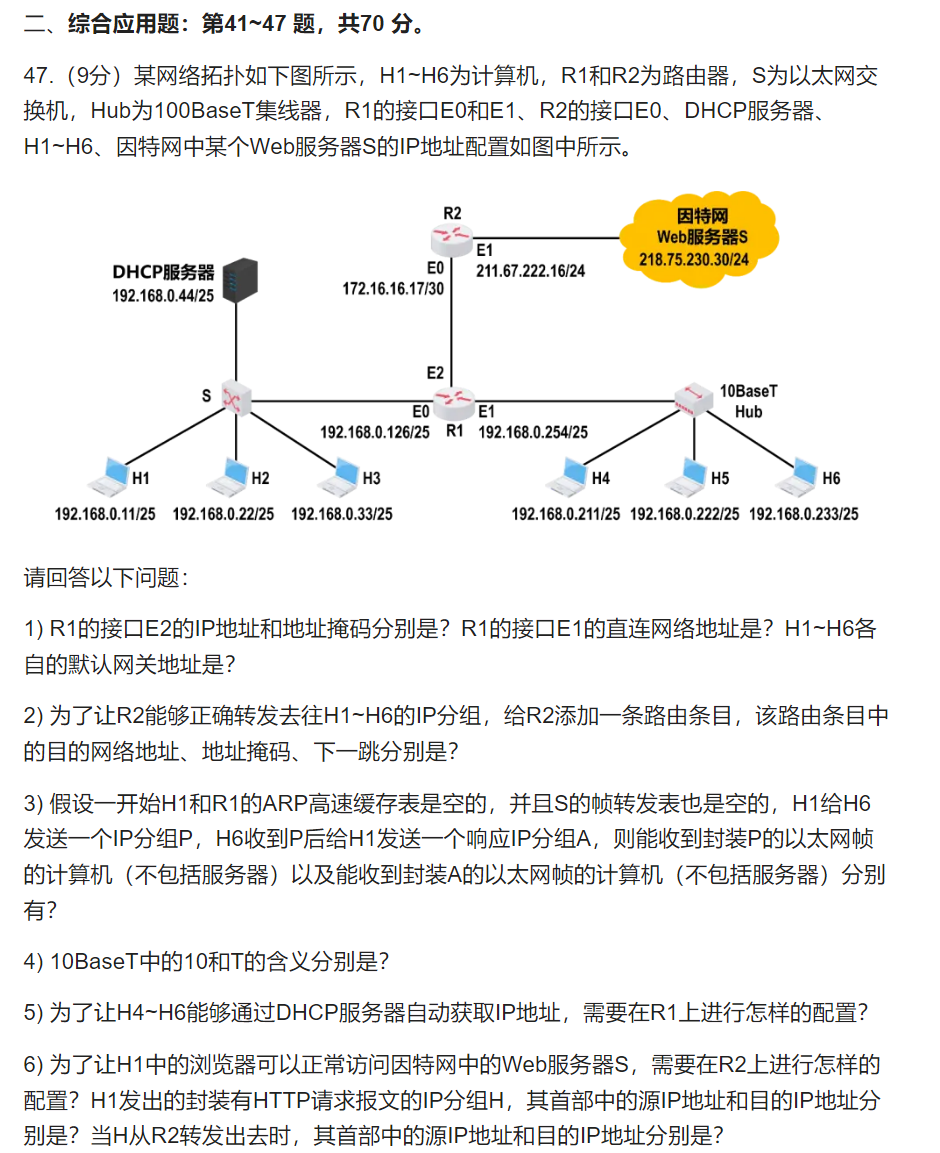 二、综合应用题：第41~47 题，共70 分。
47.（9分）某网络拓扑如下图所示，H1~H6为计算机，R1和R2为路由器，S为以太网交
换机，Hub为100BaseT集线器，R1的接口E0和E1、R2的接口E0、DHCP服务器、
H1~H6、因特网中某个Web服务器S的IP地址配置如图中所示。
R2
因特网
Web服务器S
218.75.230.30/24
E1
211.67.222.16/24
E0
172.16.16.17/30
DHCP服务器
192.168.0.44/25
E2
S
10BaseT
Hub
E0
R1
E1
192.168.0.126/25
192.168.0.254/25
H1
H2
H3
H4
H5
H6
192.168.0.11/25
192.168.0.22/25
192.168.0.33/25
192.168.0.211/25
192.168.0.222/25
192.168.0.233/25
请回答以下问题：
1) R1的接口E2的IP地址和地址掩码分别是？R1的接口E1的直连网络地址是？H1~H6各
自的默认网关地址是？
2) 为了让R2能够正确转发去往H1~H6的IP分组，给R2添加一条路由条目，该路由条目中
的目的网络地址、地址掩码、下一跳分别是？
3) 假设一开始H1和R1的ARP高速缓存表是空的，并且S的帧转发表也是空的，H1给H6
发送一个IP分组P，H6收到P后给H1发送一个响应IP分组A，则能收到封装P的以太网帧
的计算机（不包括服务器）以及能收到封装A的以太网帧的计算机（不包括服务器）分别
有？
4) 10BaseT中的10和T的含义分别是？
5) 为了让H4~H6能够通过DHCP服务器自动获取IP地址，需要在R1上进行怎样的配置？
6) 为了让H1中的浏览器可以正常访问因特网中的Web服务器S，需要在R2上进行怎样的
配置？H1发出的封装有HTTP请求报文的IP分组H，其首部中的源IP地址和目的IP地址分
别是？当H从R2转发出去时，其首部中的源IP地址和目的IP地址分别是？